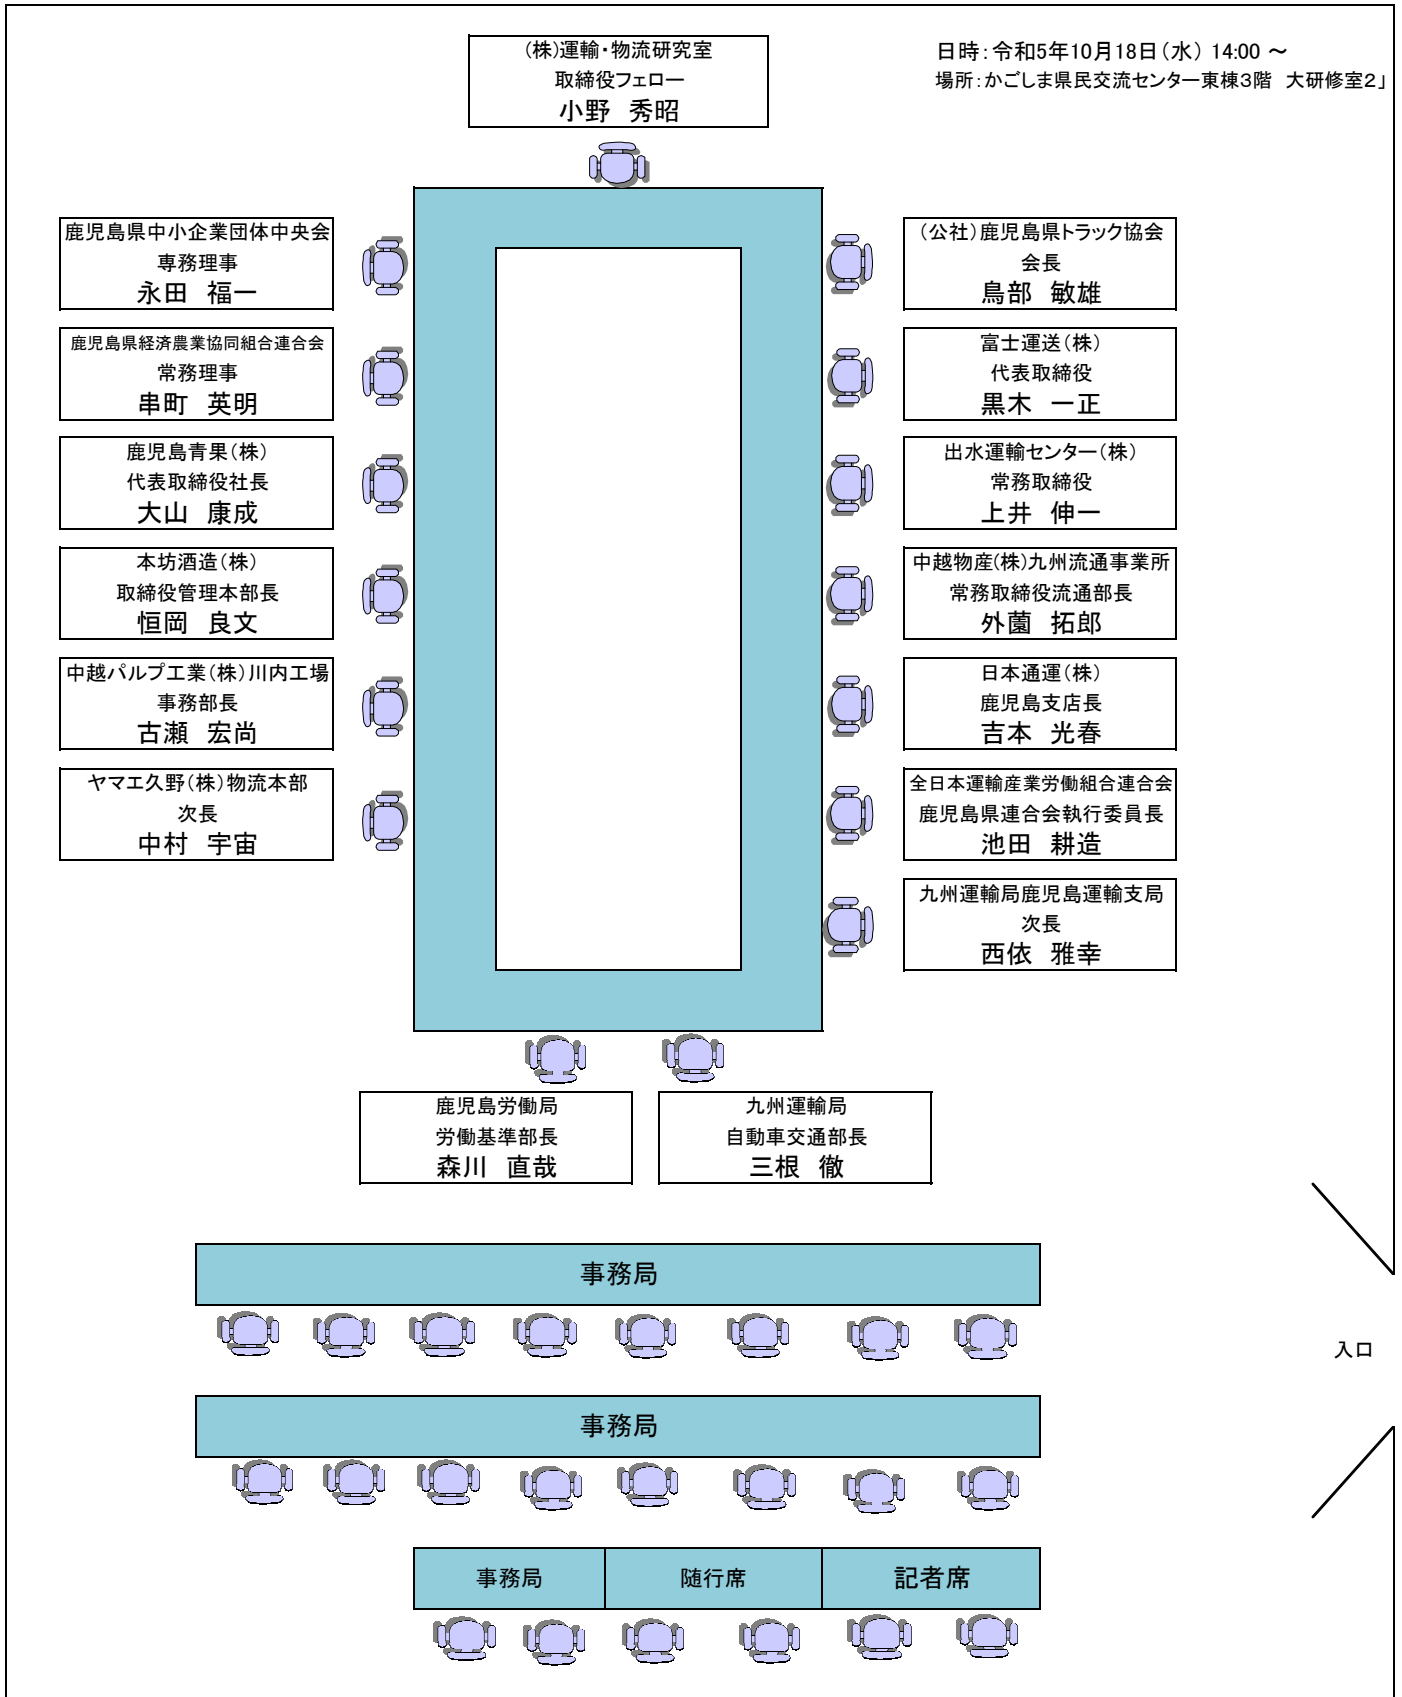 (株)運輸・物流研究室
取締役フェロー
小野　秀昭
日時：令和5年10月18日（水） 14:00 ～
場所：かごしま県民交流センター東棟3階　大研修室2」
鹿児島県中小企業団体中央会
専務理事
永田　福一
鹿児島県経済農業協同組合連合会
常務理事
串町　英明
鹿児島青果（株）
代表取締役社長
大山　康成
本坊酒造（株）
取締役管理本部長
恒岡　良文
中越パルプ工業（株）川内工場
事務部長
古瀬　宏尚
ヤマエ久野（株）物流本部
次長
中村　宇宙
（公社）鹿児島県トラック協会
会長
鳥部　敏雄
富士運送（株）
代表取締役
黒木　一正
出水運輸センター（株）
常務取締役
上井　伸一
中越物産(株)九州流通事業所
常務取締役流通部長
外薗　拓郎
日本通運（株）
鹿児島支店長
吉本　光春
全日本運輸産業労働組合連合会
鹿児島県連合会執行委員長
池田　耕造
九州運輸局鹿児島運輸支局
次長
西依　雅幸
鹿児島労働局
労働基準部長
森川　直哉
九州運輸局
自動車交通部長
三根　徹
事務局
入口
事務局
事務局
随行席
記者席